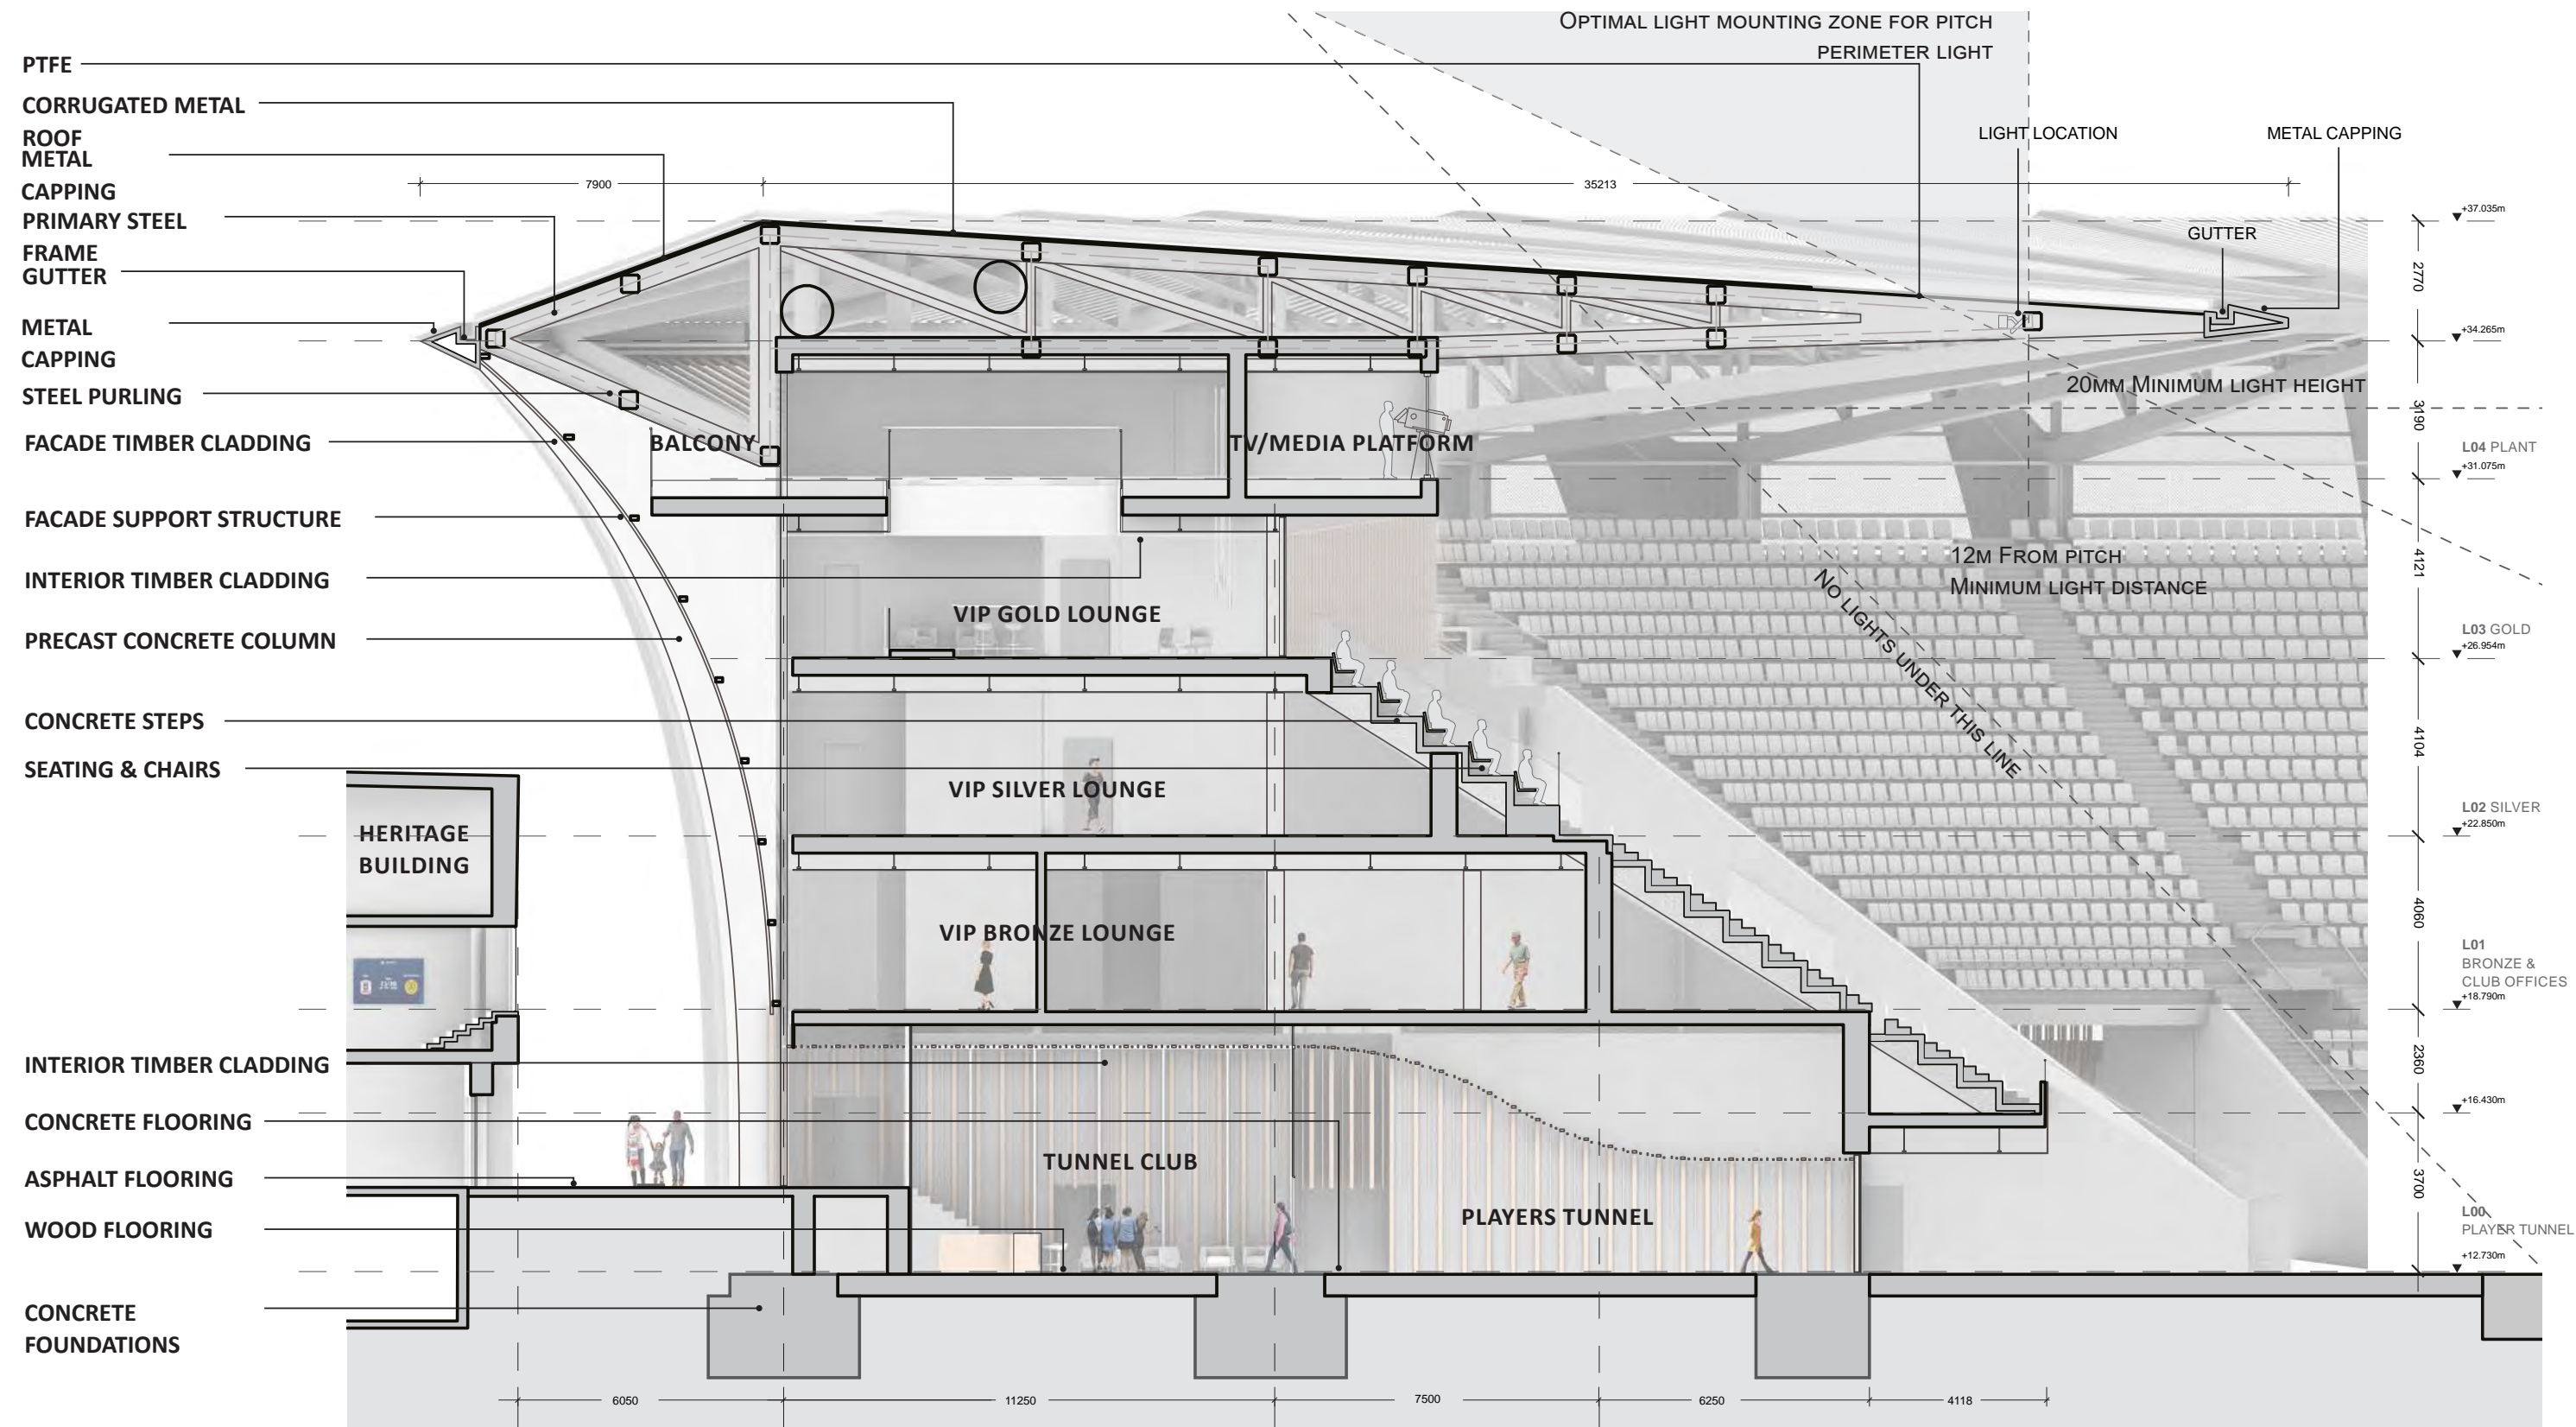 OPTIMAL LIGHT MOUNTING ZONE FOR PITCH
PERIMETER LIGHT
PTFE
CORRUGATED METAL
ROOF
METAL
CAPPING
PRIMARY STEEL
FRAME
GUTTER
METAL
CAPPING
STEEL PURLING
FACADE TIMBER CLADDING
FACADE SUPPORT STRUCTURE
INTERIOR TIMBER CLADDING
PRECAST CONCRETE COLUMN
CONCRETE STEPS
SEATING & CHAIRS
INTERIOR TIMBER CLADDING
CONCRETE FLOORING
ASPHALT FLOORING
WOOD FLOORING
CONCRETE
FOUNDATIONS
LIGHT LOCATION
METAL CAPPING
GUTTER
7900
35213
BALCONY
TV/MEDIA PLATFORM
VIP GOLD LOUNGE
VIP SILVER LOUNGE
HERITAGE
BUILDING
VIP BRONZE LOUNGE
TUNNEL CLUB
PLAYERS TUNNEL
20MM MINIMUM LIGHT HEIGHT
12M FROM PITCH
MINIMUM LIGHT DISTANCE
NO LIGHTS UNDER THIS LINE
+37.035m
2770
+34.265m
3190
L04 PLANT
+31.075m
4121
L03 GOLD
+26.954m
4104
L02 SILVER
+22.850m
4060
L01
BRONZE &
CLUB OFFICES
+18.790m
2360
+16.430m
3700
L00
PLAYER TUNNEL
+12.730m
6050
11250
7500
6250
4118